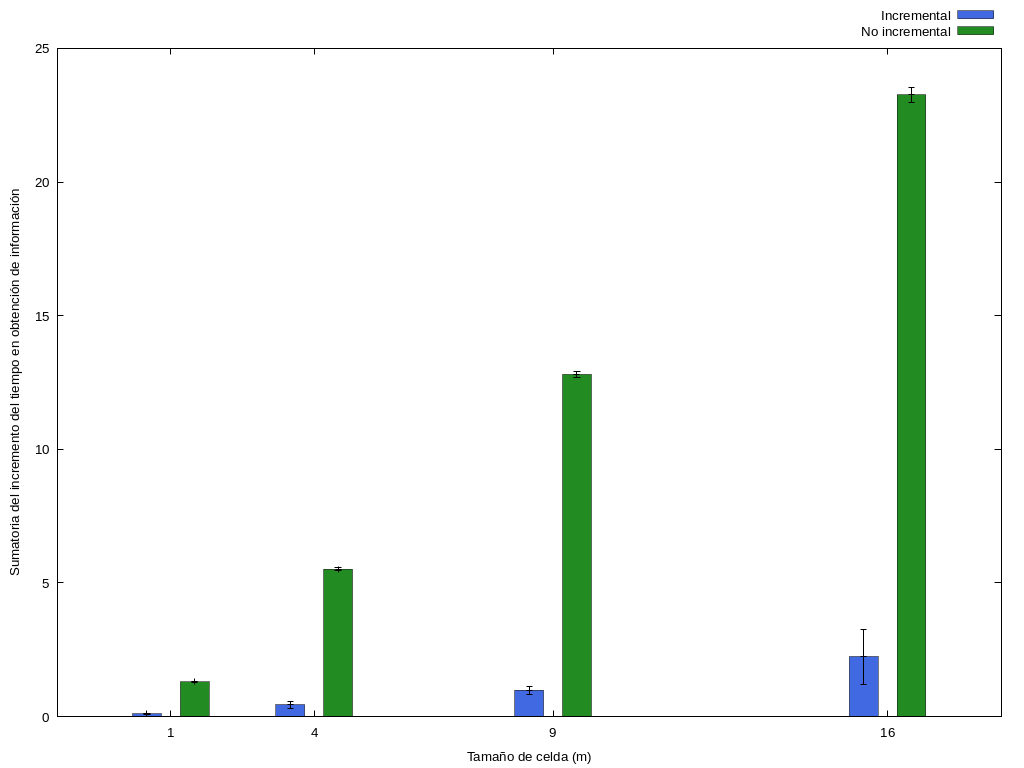 Incremental
No incremental
25
20
15
10
5
0
Sumatoria del incremento del tiempo en obtención de información
1 4 9 16
Tamaño de celda (m)